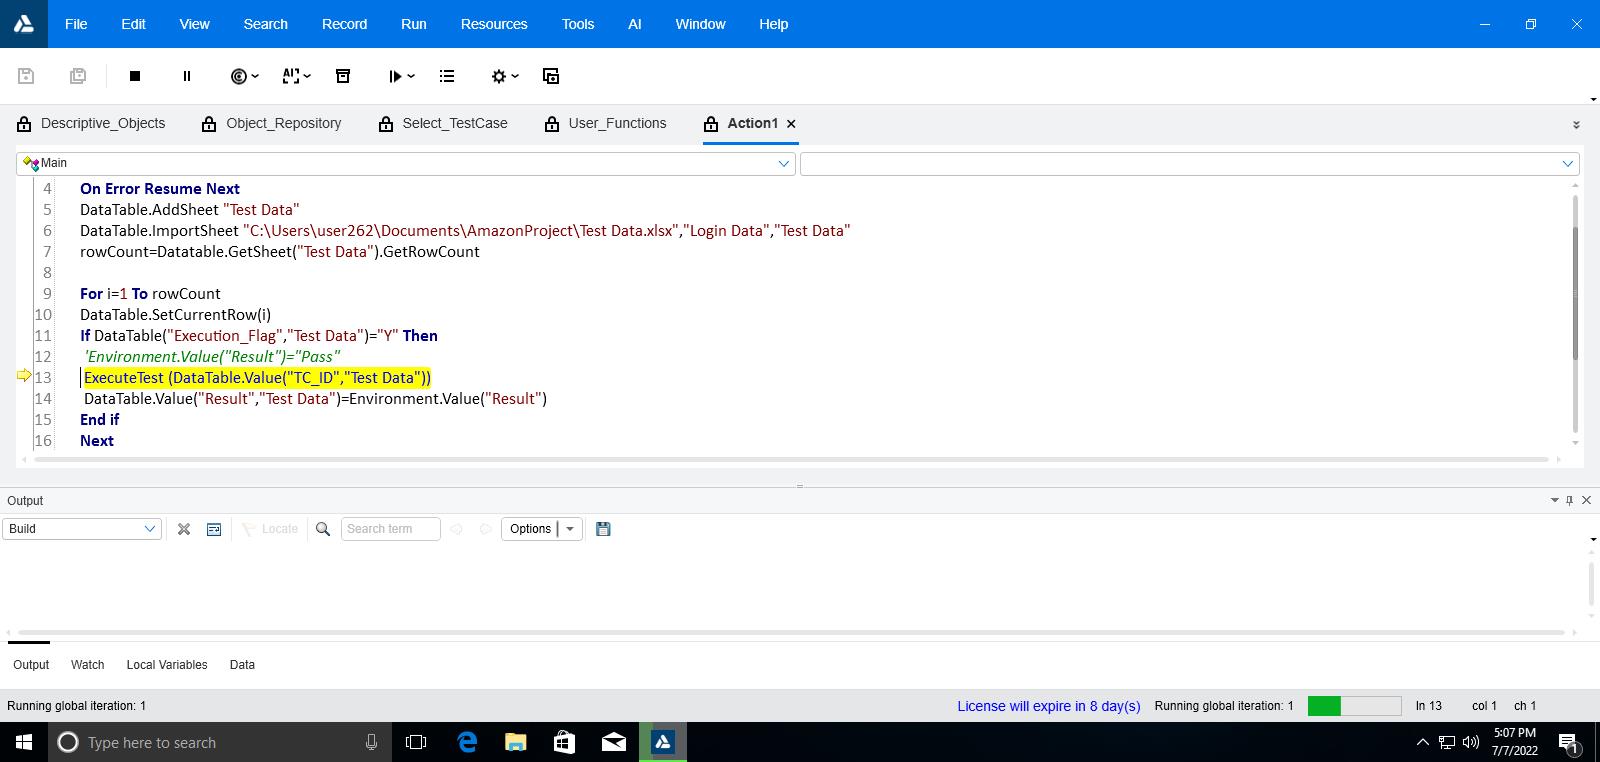 File Edit View Search Record Run Resources Tools AI Window Help
Descriptive_Objects Object_Repository Select_TestCase User_Functions Action1
Main
4 On Error Resume Next
5 DataTable.AddSheet "Test Data"
6 DataTable.ImportSheet "C:\Users\user262\Documents\AmazonProject\Test Data.xlsx","Login Data","Test Data"
7 rowCount=Datatable.GetSheet("Test Data").GetRowCount
8
9 For i=1 To rowCount
10 DataTable.SetCurrentRow(i)
11 If DataTable("Execution_Flag","Test Data")="Y" Then
12 'Environment.Value("Result")="Pass"
13 ExecuteTest (DataTable.Value("TC_ID","Test Data"))
14 DataTable.Value("Result","Test Data")=Environment.Value("Result")
15 End if
16 Next
Output
Build Locate Search term Options
Output Watch Local Variables Data
Running global iteration: 1 License will expire in 8 day(s) Running global iteration: 1 ln 13 col 1 ch 1
Type here to search
5:07 PM
7/7/2022
1